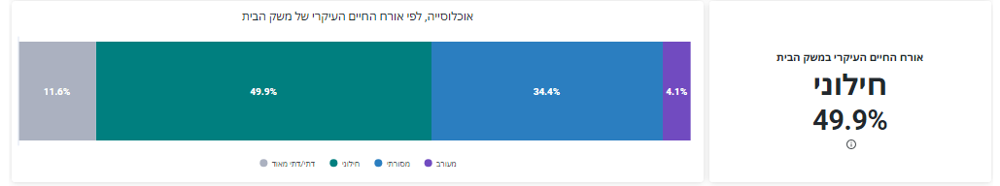 אוכלוסייה, לפי אורח החיים העיקרי של משק הבית
11.6%
49.9%
34.4%
4.1%
דתי/דתי מאוד
חילוני
מסורתי
מעורב
אורח החיים העיקרי במשק הבית
חילוני
49.9%